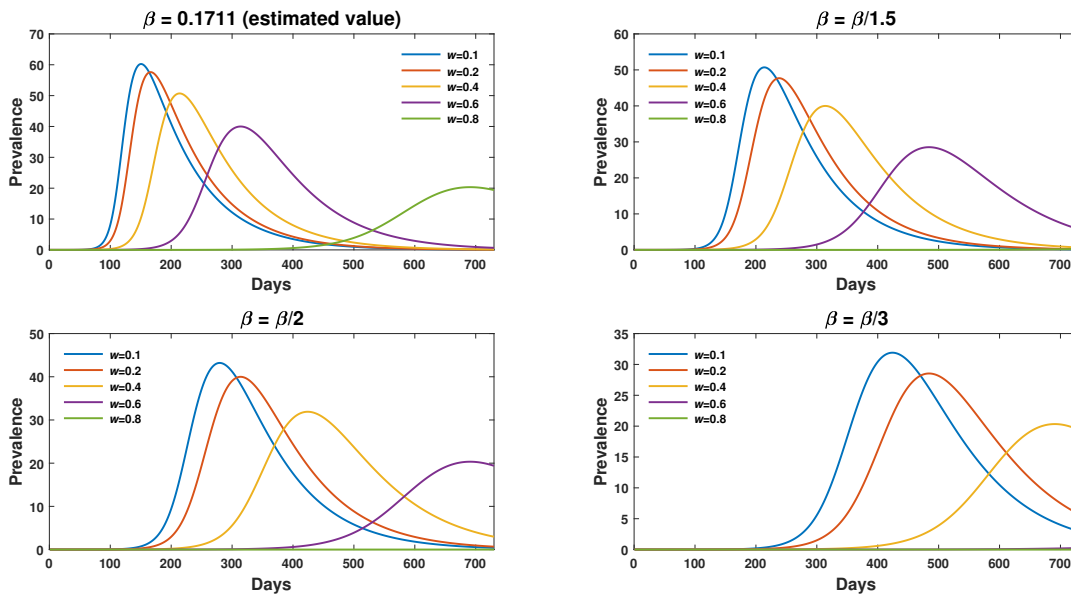 β = 0.1711 (estimated value)
70
60
50
40
30
20
10
0
Prevalence
w=0.1
w=0.2
w=0.4
w=0.6
w=0.8
0 100 200 300 400 500 600 700
Days
β = β/1.5
60
50
40
30
20
10
0
Prevalence
w=0.1
w=0.2
w=0.4
w=0.6
w=0.8
0 100 200 300 400 500 600 700
Days
β = β/2
50
40
30
20
10
0
Prevalence
w=0.1
w=0.2
w=0.4
w=0.6
w=0.8
0 100 200 300 400 500 600 700
Days
β = β/3
35
30
25
20
15
10
5
0
Prevalence
w=0.1
w=0.2
w=0.4
w=0.6
w=0.8
0 100 200 300 400 500 600 700
Days